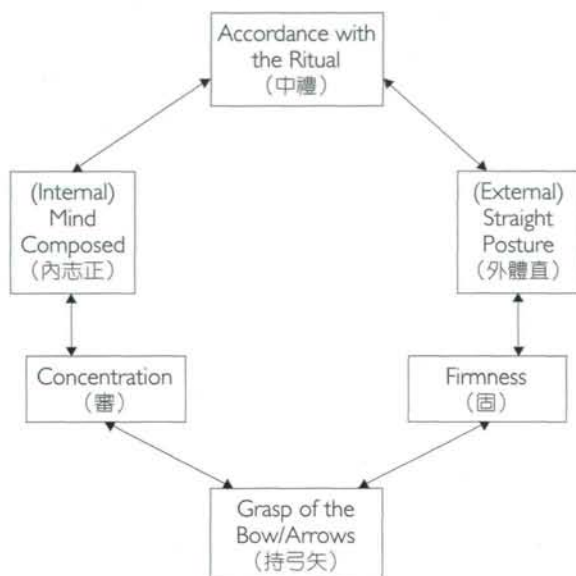 Accordance with
the Ritual
（中禮）
(Internal)
Mind
Composed
（內志正）
(External)
Straight
Posture
（外體直）
Concentration
（審）
Firmness
（固）
Grasp of the
Bow/Arrows
（持弓矢）